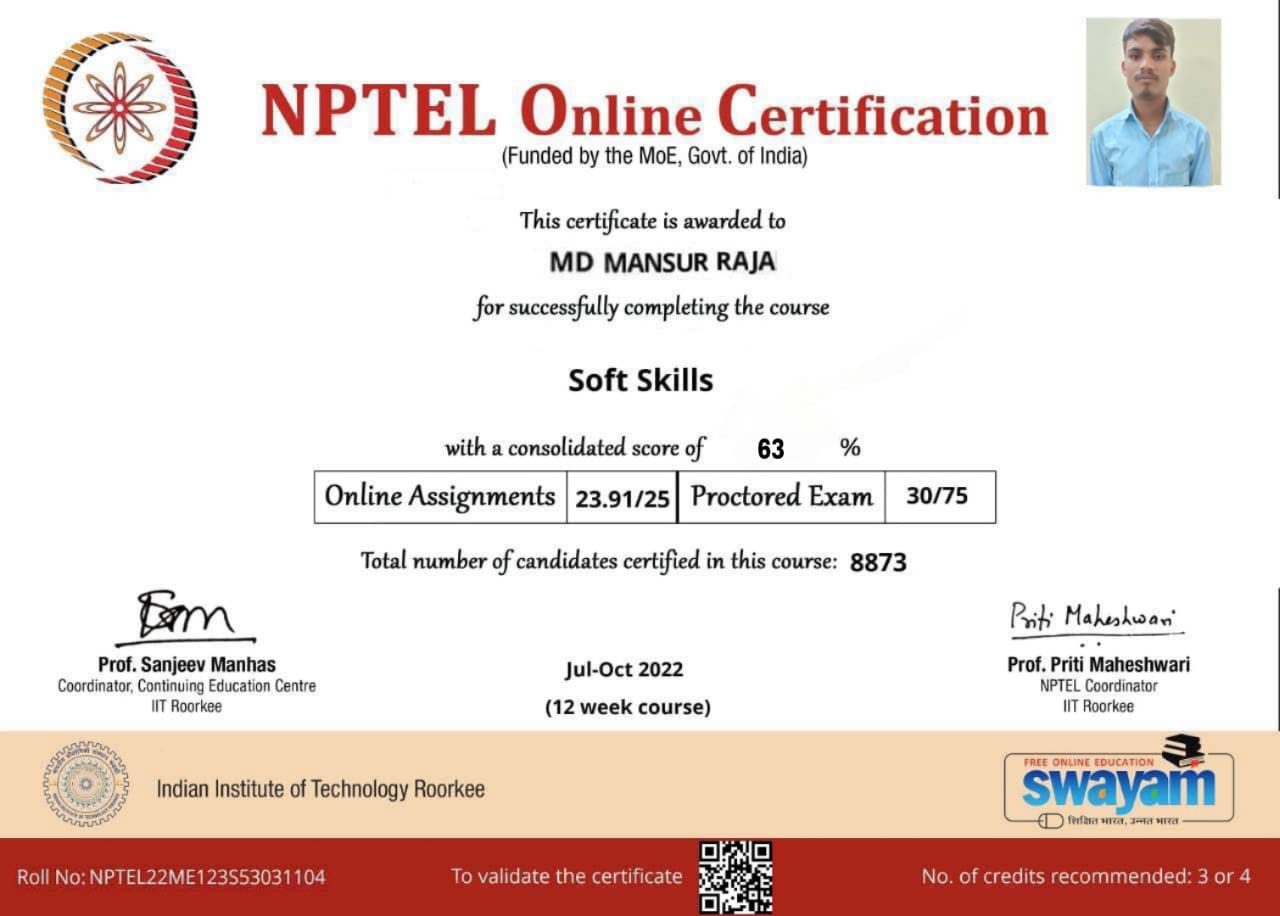 NPTEL Online Certification
(Funded by the MoE, Govt. of India)
This certificate is awarded to
MD MANSUR RAJA
for successfully completing the course
Soft Skills
with a consolidated score of 63 %
Online Assignments 23.91/25 Proctored Exam 30/75
Total number of candidates certified in this course: 8873
Priti Maheshwari
Prof. Sanjeev Manhas
Coordinator, Continuing Education Centre
IIT Roorkee
Jul-Oct 2022
(12 week course)
Prof. Priti Maheshwari
NPTEL Coordinator
IIT Roorkee
Indian Institute of Technology Roorkee
FREE ONLINE EDUCATION
swayam
शिक्षित भारत, उन्नत भारत
Roll No: NPTEL22ME123S53031104
To validate the certificate
No. of credits recommended: 3 or 4